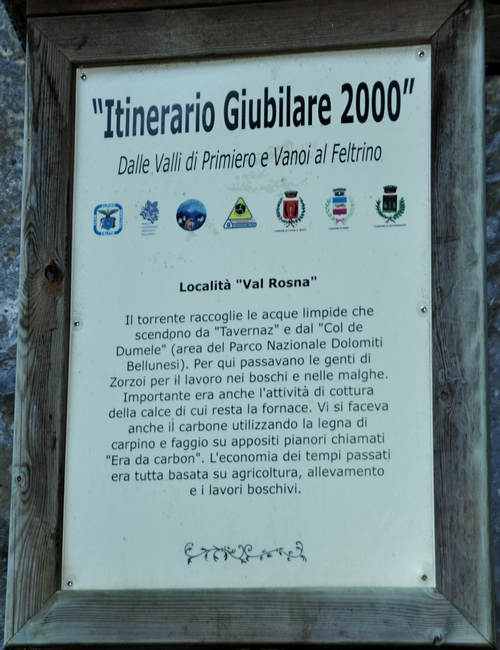 “Itinerario Giubilare 2000”
Dalle Valli di Primiero e Vanoi al Feltrino
Località "Val Rosna"
Il torrente raccoglie le acque limpide che
scendono da "Tavernaz" e dal "Col de
Dumele" (area del Parco Nazionale Dolomiti
Bellunesi). Per qui passavano le genti di
Zorzoi per il lavoro nei boschi e nelle malghe.
Importante era anche l'attività di cottura
della calce di cui resta la fornace. Vi si faceva
anche il carbone utilizzando la legna di
carpino e faggio su appositi pianori chiamati
"Era da carbon". L'economia dei tempi passati
era tutta basata su agricoltura, allevamento
e i lavori boschivi.